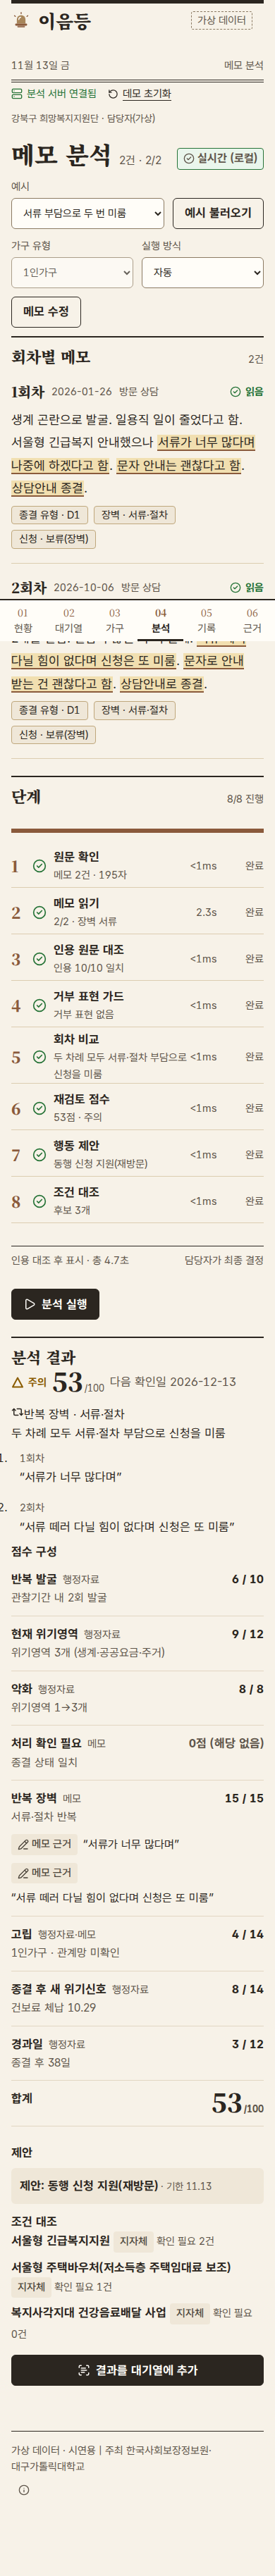 이음등
가상 데이터
11월 13일 금
메모 분석
분석 서버 연결됨
데모 초기화
강북구 희망복지지원단 · 담당자(가상)
메모 분석 2건 · 2/2
실시간 (로컬)
예시
서류 부담으로 두 번 미룸
예시 불러오기
가구 유형
실행 방식
1인가구
자동
메모 수정
회차별 메모
2건
1회차 2026-01-26 방문 상담
읽음
생계 곤란으로 발굴. 일용직 일이 줄었다고 함.
서울형 긴급복지 안내했으나 서류가 너무 많다며
나중에 하겠다고 함. 문자 안내는 괜찮다고 함.
상담안내 종결.
종결 유형 · D1
장벽 · 서류·절차
신청 · 보류(장벽)
2회차 2026-10-06 방문 상담
읽음
01 02 03 04 05 06
현황 대기열 가구 분석 기록 근거
다닐 힘이 없다며 신청은 또 미룸. 문자로 안내
받는 건 괜찮다고 함. 상담안내로 종결.
종결 유형 · D1
장벽 · 서류·절차
신청 · 보류(장벽)
단계
8/8 진행
1 원문 확인 <1ms 완료
메모 2건 · 195자
2 메모 읽기 2.3s 완료
2/2 · 장벽 서류
3 인용 원문 대조 <1ms 완료
인용 10/10 일치
4 거부 표현 가드 <1ms 완료
거부 표현 없음
5 회차 비교 <1ms 완료
두 차례 모두 서류·절차 부담으로
신청을 미룸
6 재검토 점수 <1ms 완료
53점 · 주의
7 행동 제안 <1ms 완료
동행 신청 지원(재방문)
8 조건 대조 <1ms 완료
후보 3개
인용 대조 후 표시 · 총 4.7초
담당자가 최종 결정
분석 실행
분석 결과
주의 53/100 다음 확인일 2026-12-13
반복 장벽 · 서류·절차
두 차례 모두 서류·절차 부담으로 신청을 미룸
1. 1회차
“서류가 너무 많다며”
2. 2회차
“서류 떼러 다닐 힘이 없다며 신청은 또 미룸”
점수 구성
반복 발굴 행정자료 6 / 10
관찰기간 내 2회 발굴
현재 위기영역 행정자료 9 / 12
위기영역 3개 (생계·공공요금·주거)
악화 행정자료 8 / 8
위기영역 1→3개
처리 확인 필요 메모 0점 (해당 없음)
종결 상태 일치
반복 장벽 메모 15 / 15
서류·절차 반복
메모 근거 “서류가 너무 많다며”
메모 근거
“서류 떼러 다닐 힘이 없다며 신청은 또 미룸”
고립 행정자료·메모 4 / 14
1인가구 · 관계망 미확인
종결 후 새 위기신호 행정자료 8 / 14
건보료 체납 10.29
경과일 행정자료 3 / 12
종결 후 38일
합계 53/100
제안
제안: 동행 신청 지원(재방문) · 기한 11.13
조건 대조
서울형 긴급복지지원 지자체 확인 필요 2건
서울형 주택바우처(저소득층 주택임대료 보조)
지자체 확인 필요 1건
복지사각지대 건강음료배달 사업 지자체 확인 필요
0건
결과를 대기열에 추가
가상 데이터 · 시연용 | 주최 한국사회보장정보원·
대구가톨릭대학교